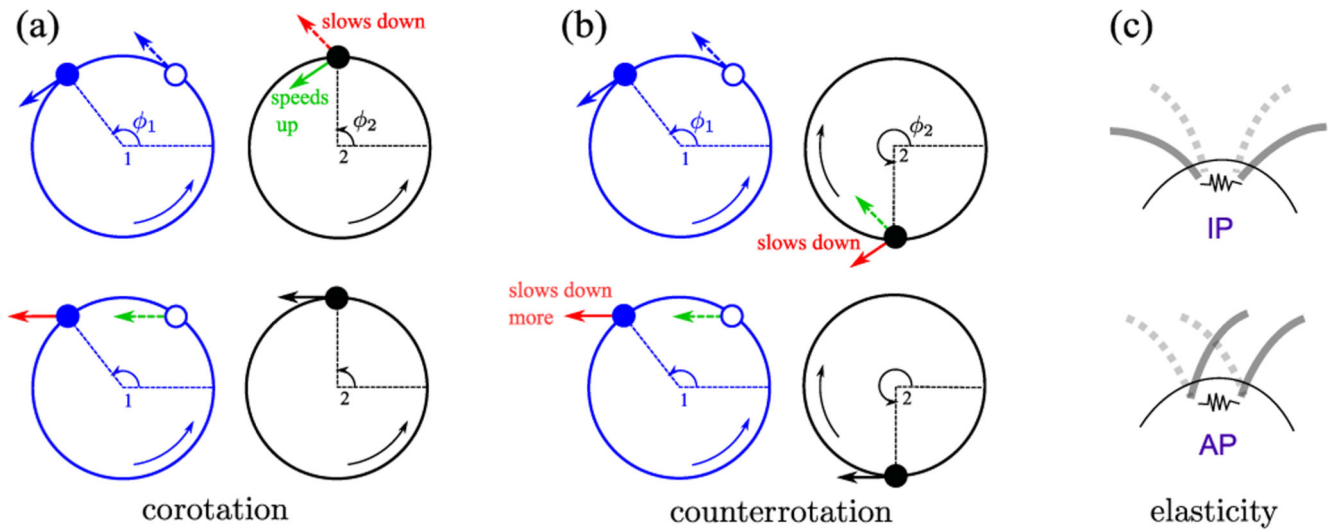 (a)
slows down
speeds
up
ϕ₁
ϕ₂
1
2
(b)
ϕ₁
ϕ₂
1
2
slows down
(c)
IP
1
2
slows down
more
ϕ₂
1
2
AP
corotation
counterrotation
elasticity